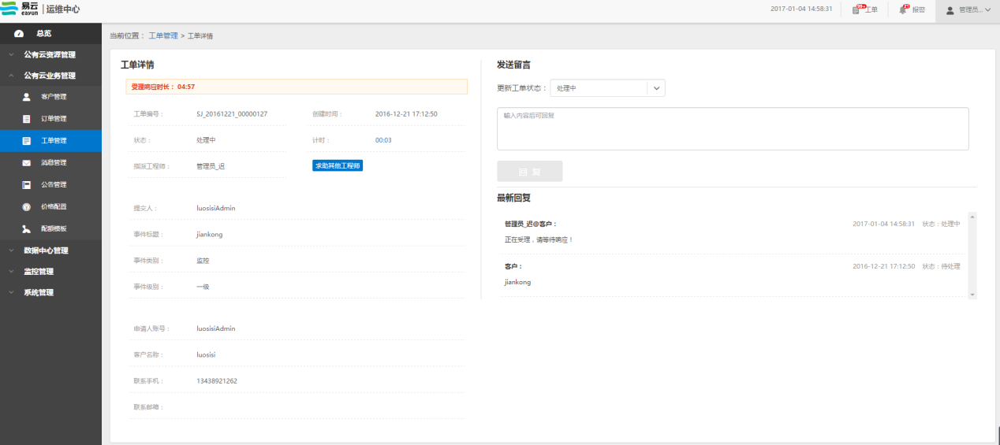 易云 eayun | 运维中心
2017-01-04 14:58:31 99+ 工单 21 报警 管理员...
总览
公有云资源管理
公有云业务管理
客户管理
订单管理
工单管理
消息管理
公告管理
价格配置
配额模板
数据中心管理
监控管理
系统管理
当前位置： 工单管理 > 工单详情
工单详情
受理响应时长： 04:57
工单编号： SJ_20161221_00000127 创建时间： 2016-12-21 17:12:50
状态： 处理中 计时： 00:03
指派工程师： 管理员_迟 求助其他工程师
提交人： luosisiAdmin
事件标题： jiankong
事件类别： 监控
事件级别： 一级
申请人账号： luosisiAdmin
客户名称： luosisi
联系手机： 13438921262
联系邮箱：
发送留言
更新工单状态： 处理中
输入内容后可回复
回 复
最新回复
管理员_迟@客户： 2017-01-04 14:58:31 状态：处理中
正在受理，请等待响应！
客户： 2016-12-21 17:12:50 状态：待处理
jiankong